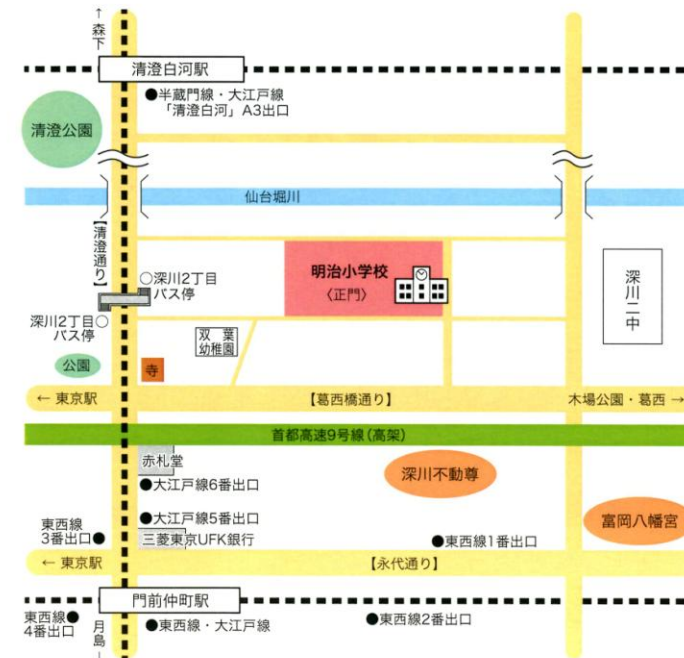 ↑森下
清澄白河駅
●半蔵門線・大江戸線
「清澄白河」A3出口
清澄公園
仙台堀川
【清澄通り】
○深川2丁目
バス停
明治小学校
〈正門〉
深川二中
深川2丁目○
バス停
双葉
幼稚園
公園
寺
← 東京駅
【葛西橋通り】
木場公園・葛西 →
首都高速9号線(高架)
赤札堂
●大江戸線6番出口
深川不動尊
●大江戸線5番出口
富岡八幡宮
東西線
3番出口●
三菱東京UFK銀行
●東西線1番出口
← 東京駅
【永代通り】
門前仲町駅
東西線●
4番出口
月島↓
●東西線・大江戸線
●東西線2番出口